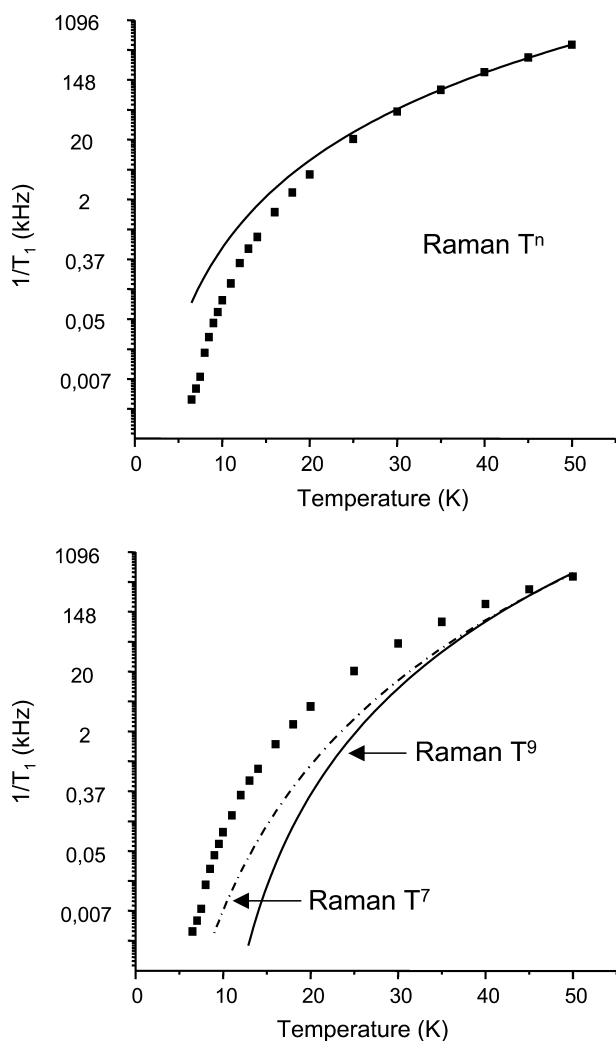 1096
148
20
2
0,37
0,05
0,007
1/T₁ (kHz)
Raman Tⁿ
0 10 20 30 40 50
Temperature (K)
1096
148
20
2
0,37
0,05
0,007
1/T₁ (kHz)
Raman T⁹
Raman T⁷
0 10 20 30 40 50
Temperature (K)